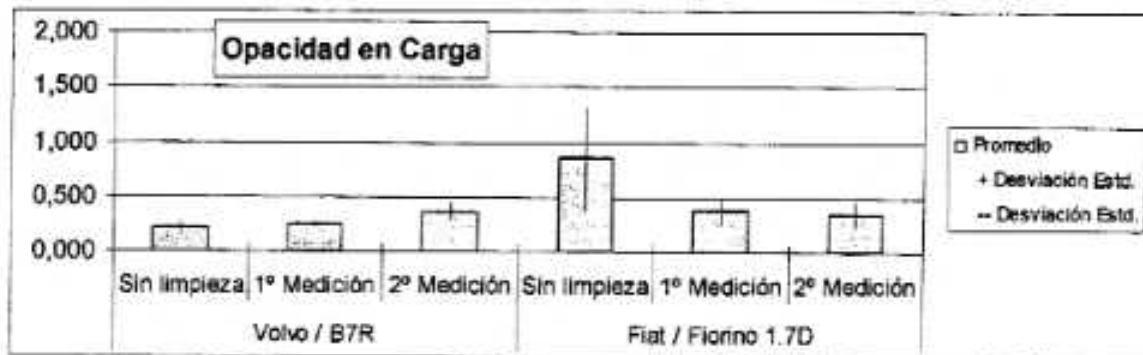 Opacidad en Carga
2,000
1,500
1,000
0,500
0,000
Sin limpieza 1º Medición 2º Medición Sin limpieza 1º Medición 2º Medición
Volvo / B7R Fiat / Fiorino 1.7D
Promedio
+ Desviación Estd.
-- Desviación Estd.